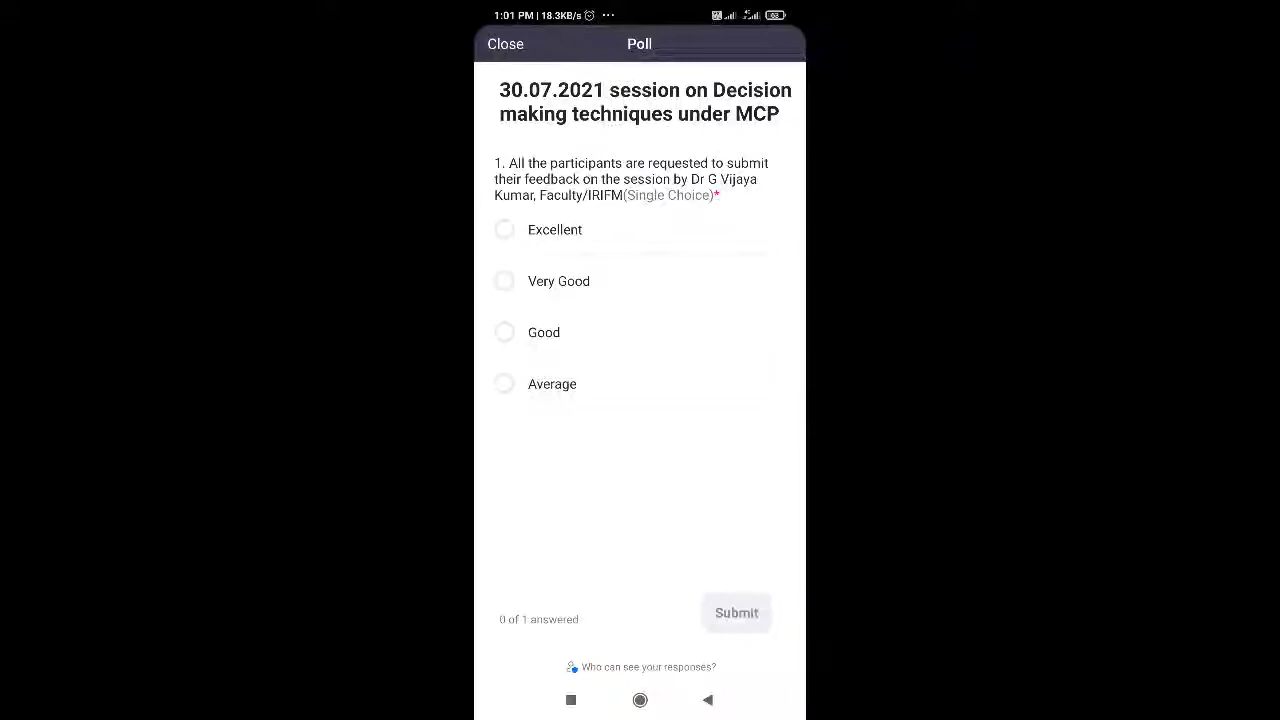 1:01 PM | 18.3KB/s
Close
Poll
30.07.2021 session on Decision
making techniques under MCP
1. All the participants are requested to submit
their feedback on the session by Dr G Vijaya
Kumar, Faculty/IRIFM(Single Choice)*
Excellent
Very Good
Good
Average
0 of 1 answered
Submit
Who can see your responses?